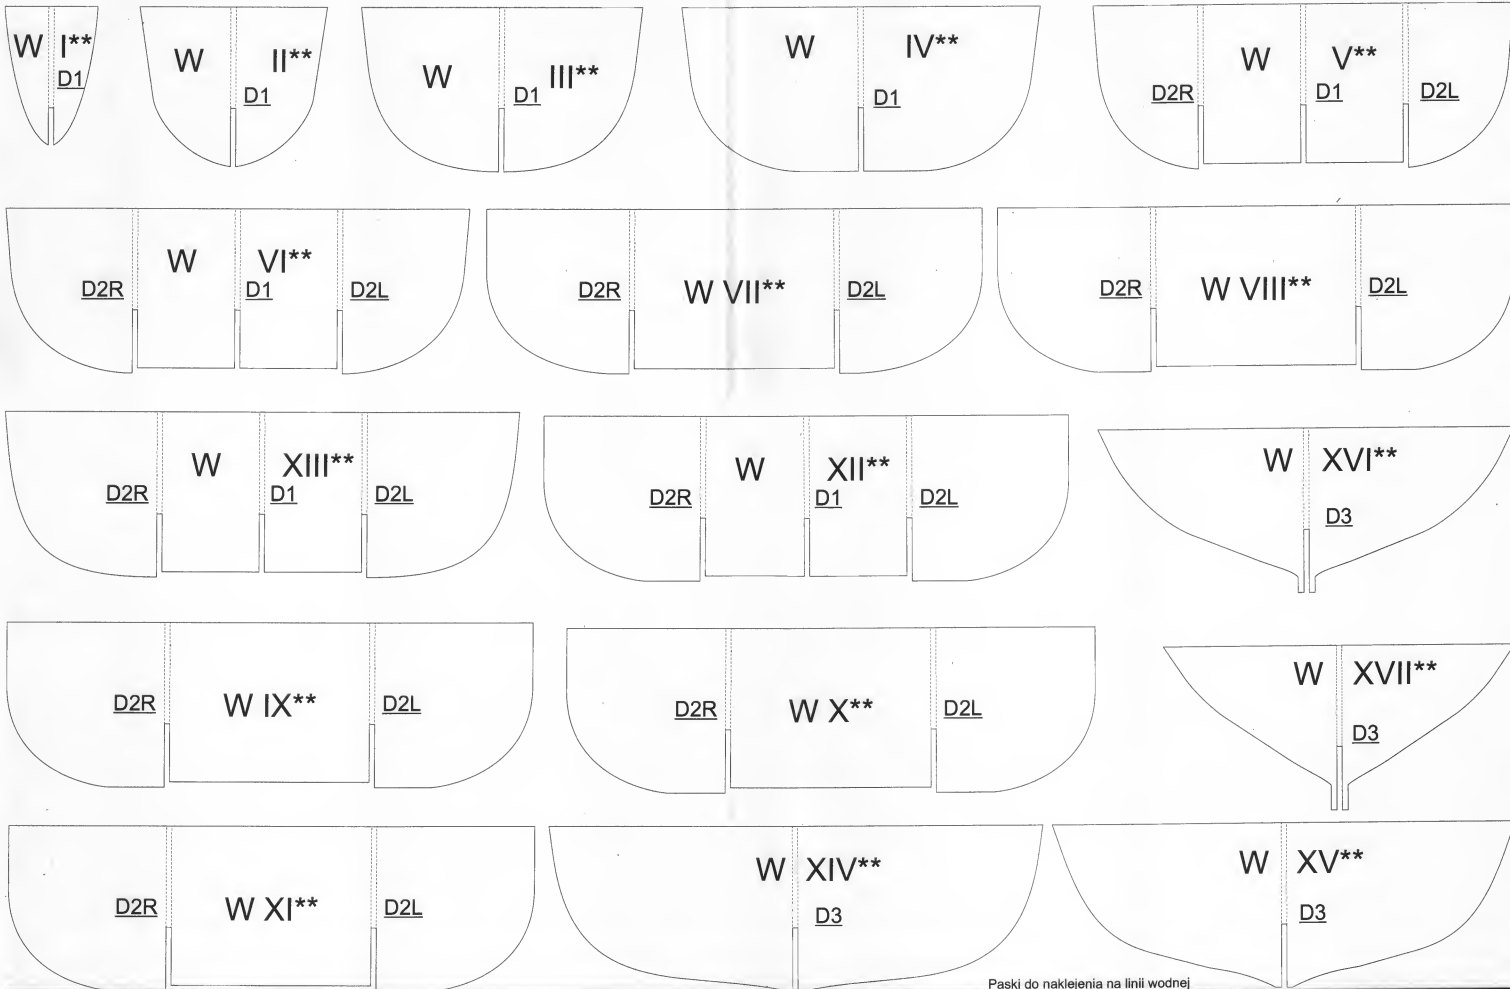 W I**
D1
W II**
D1
W III**
D1
W IV**
D1
W V**
D2R D1 D2L
W VI**
D2R D1 D2L
D2R W VII** D2L
D2R W VIII** D2L
W XIII**
D2R D1 D2L
W XII**
D2R D1 D2L
W XVI**
D3
D2R W IX** D2L
D2R W X** D2L
W XVII**
D3
D2R W XI** D2L
W XIV**
D3
W XV**
D3
Paski do naklejenia na linii wodnej